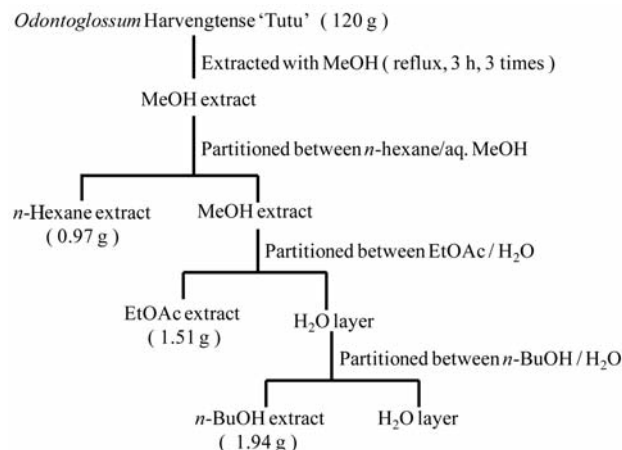 Odontoglossum Harvengtense ‘Tutu’ ( 120 g )
Extracted with MeOH ( reflux, 3 h, 3 times )
MeOH extract
Partitioned between n-hexane/aq. MeOH
n-Hexane extract
( 0.97 g )
MeOH extract
Partitioned between EtOAc / H₂O
EtOAc extract
( 1.51 g )
H₂O layer
Partitioned between n-BuOH / H₂O
n-BuOH extract
( 1.94 g )
H₂O layer